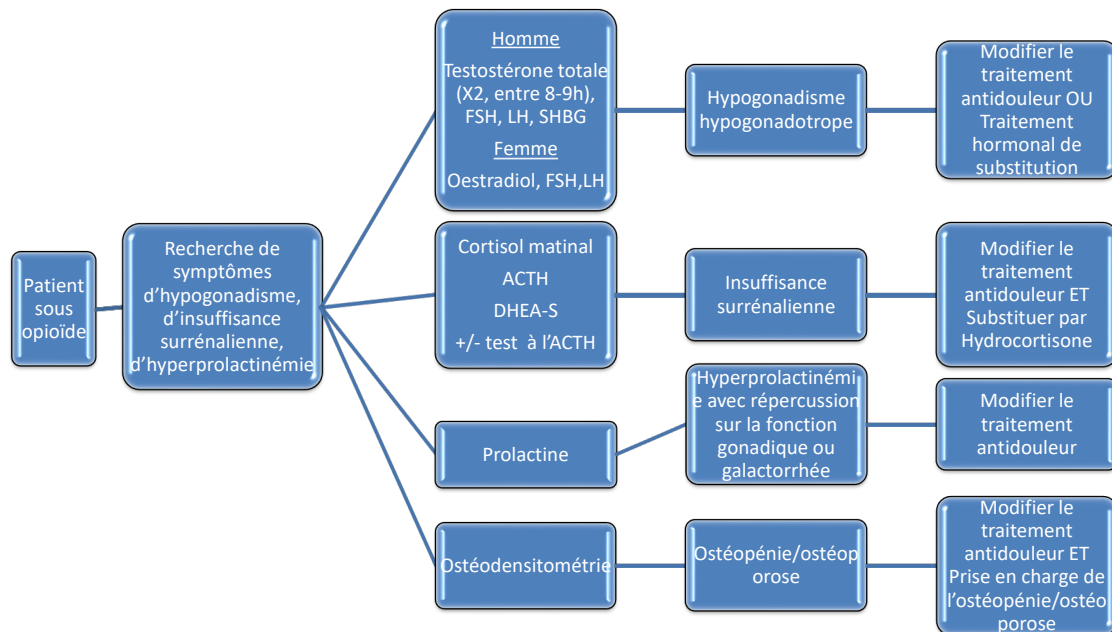 Patient
sous
opioïde
Recherche de
symptômes
d'hypogonadisme,
d'insuffisance
surrénalienne,
d'hyperprolactinémie
Homme
Testostérone totale
(X2, entre 8-9h),
FSH, LH, SHBG
Femme
Oestradiol, FSH,LH
Hypogonadisme
hypogonadotrope
Modifier le
traitement
antidouleur OU
Traitement
hormonal de
substitution
Cortisol matinal
ACTH
DHEA-S
+/- test à l'ACTH
Insuffisance
surrénalienne
Modifier le
traitement
antidouleur ET
Substituer par
Hydrocortisone
Prolactine
Hyperprolactinémi
e avec répercussion
sur la fonction
gonadique ou
galactorrhée
Modifier le
traitement
antidouleur
Ostéodensitométrie
Ostéopénie/ostéop
orose
Modifier le
traitement
antidouleur ET
Prise en charge de
l'ostéopénie/ostéo
porose